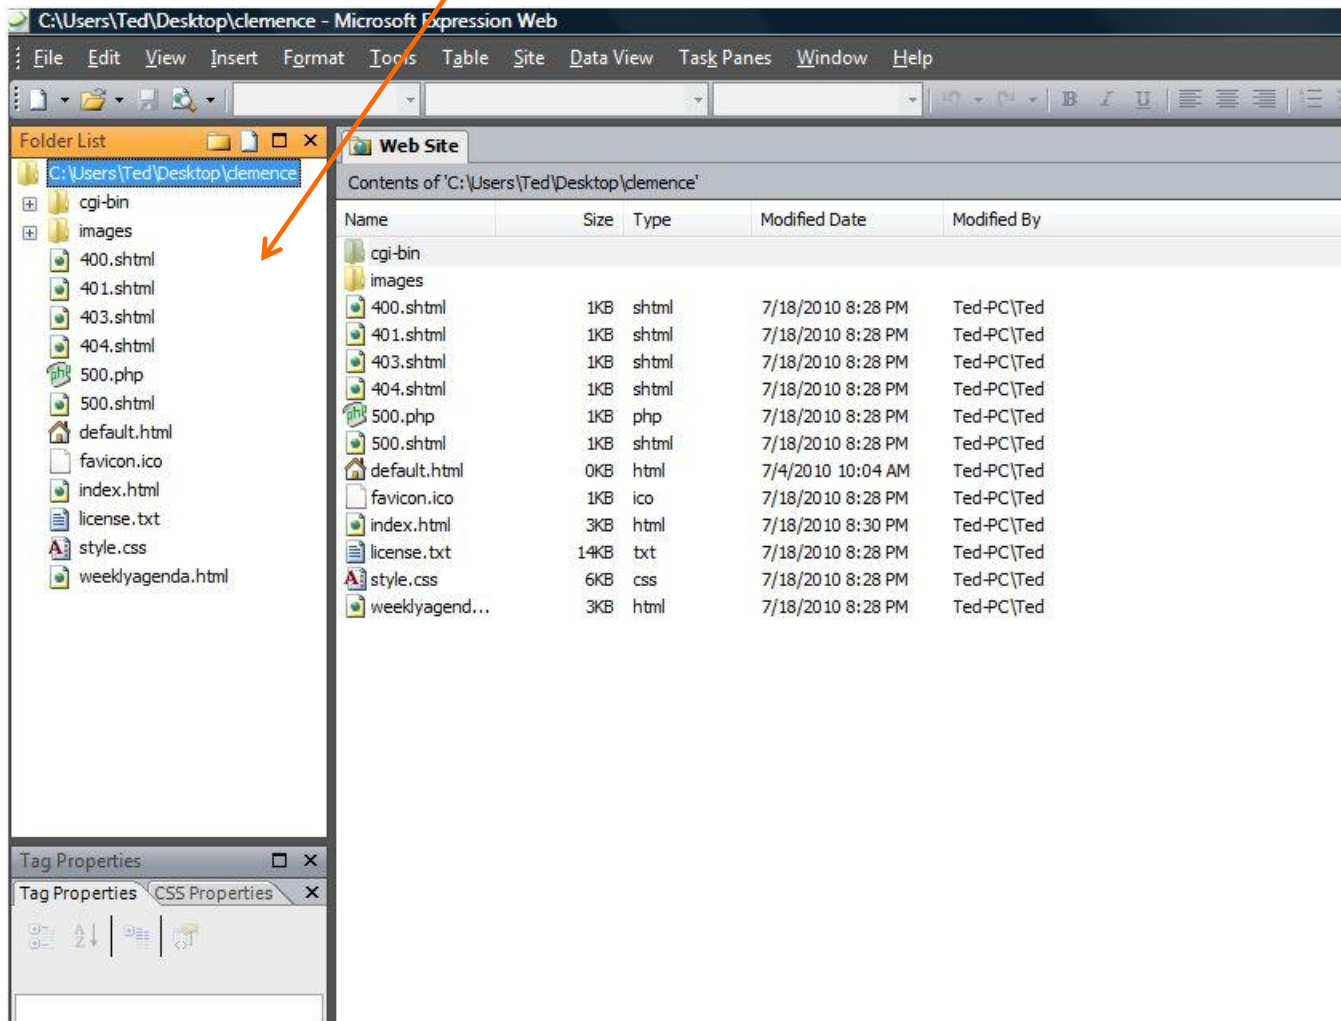 C:\Users\Ted\Desktop\clemence - Microsoft Expression Web
File Edit View Insert Format Tools Table Site Data View Task Panes Window Help
B I U
Folder List
C:\Users\Ted\Desktop\clemence
cgi-bin
images
400.shtml
401.shtml
403.shtml
404.shtml
500.php
500.shtml
default.html
favicon.ico
index.html
license.txt
style.css
weeklyagenda.html
Web Site
Contents of 'C:\Users\Ted\Desktop\clemence'
Name Size Type Modified Date Modified By
cgi-bin
images
400.shtml 1KB shtml 7/18/2010 8:28 PM Ted-PC\Ted
401.shtml 1KB shtml 7/18/2010 8:28 PM Ted-PC\Ted
403.shtml 1KB shtml 7/18/2010 8:28 PM Ted-PC\Ted
404.shtml 1KB shtml 7/18/2010 8:28 PM Ted-PC\Ted
500.php 1KB php 7/18/2010 8:28 PM Ted-PC\Ted
500.shtml 1KB shtml 7/18/2010 8:28 PM Ted-PC\Ted
default.html 0KB html 7/4/2010 10:04 AM Ted-PC\Ted
favicon.ico 1KB ico 7/18/2010 8:28 PM Ted-PC\Ted
index.html 3KB html 7/18/2010 8:30 PM Ted-PC\Ted
license.txt 14KB txt 7/18/2010 8:28 PM Ted-PC\Ted
style.css 6KB css 7/18/2010 8:28 PM Ted-PC\Ted
weeklyagend... 3KB html 7/18/2010 8:28 PM Ted-PC\Ted
Tag Properties
Tag Properties CSS Properties